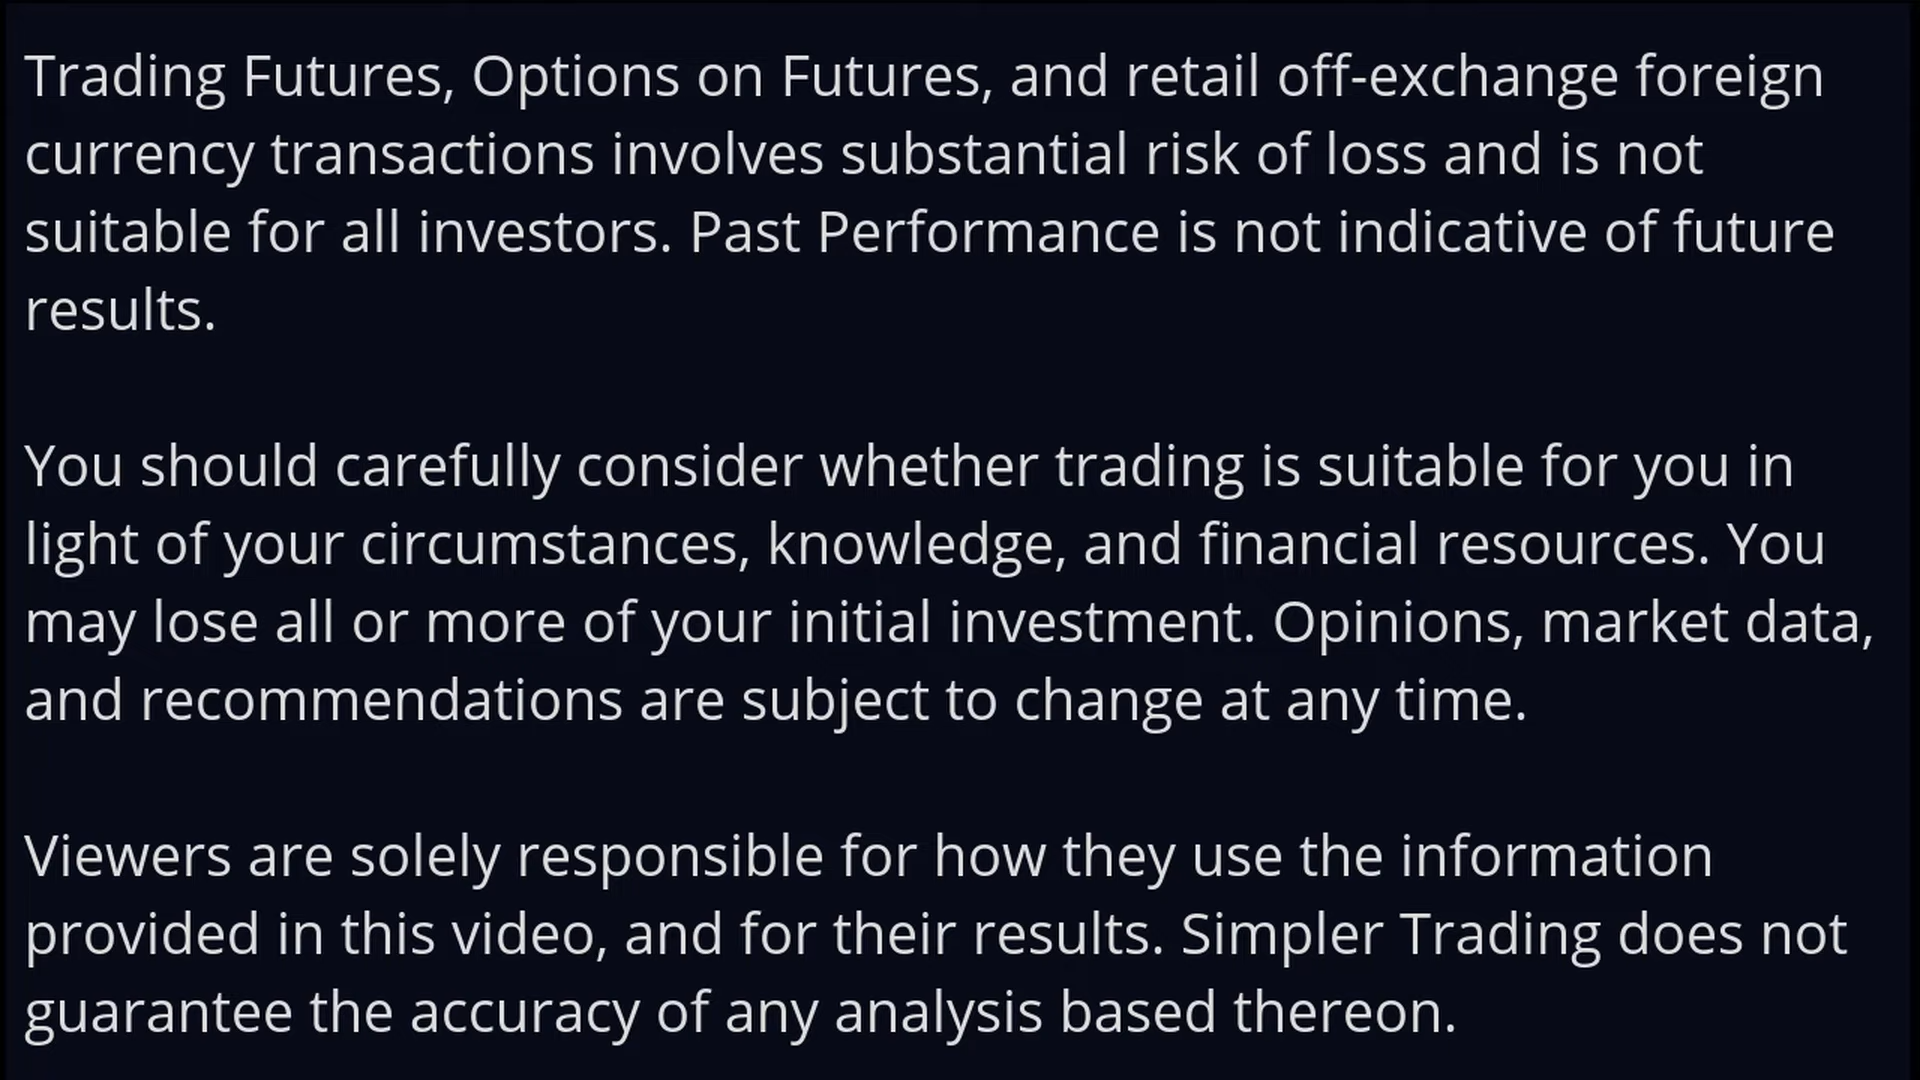 Trading Futures, Options on Futures, and retail off-exchange foreign
currency transactions involves substantial risk of loss and is not
suitable for all investors. Past Performance is not indicative of future
results.
You should carefully consider whether trading is suitable for you in
light of your circumstances, knowledge, and financial resources. You
may lose all or more of your initial investment. Opinions, market data,
and recommendations are subject to change at any time.
Viewers are solely responsible for how they use the information
provided in this video, and for their results. Simpler Trading does not
guarantee the accuracy of any analysis based thereon.